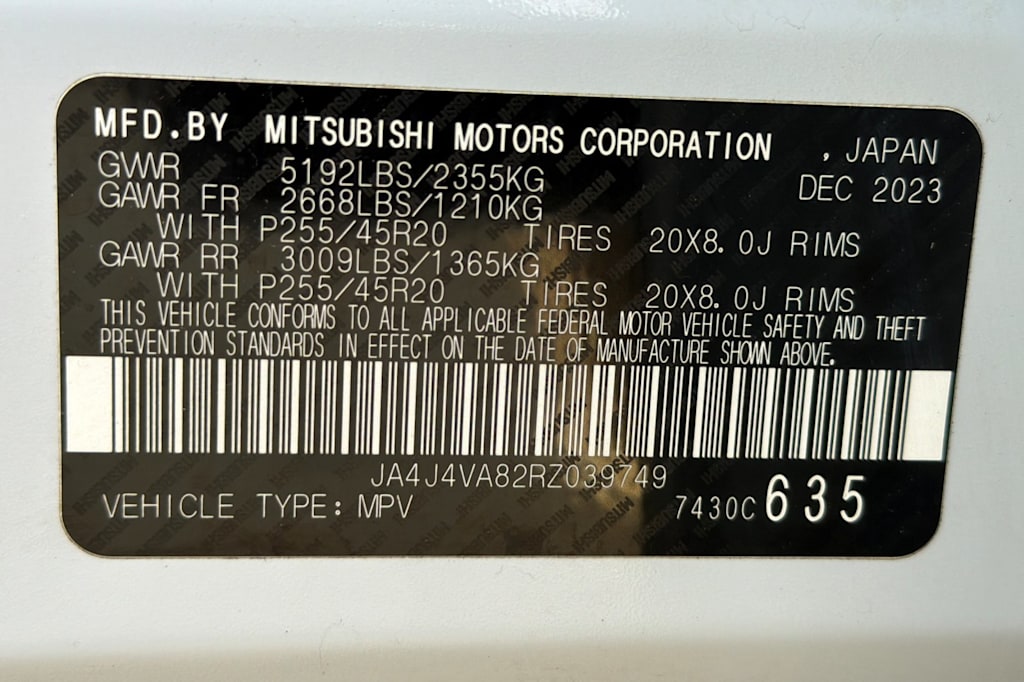 MFD.BY MITSUBISHI MOTORS CORPORATION , JAPAN
GVWR 5192LBS/2355KG DEC 2023
GAWR FR 2668LBS/1210KG
WITH P255/45R20 TIRES 20X8.0J RIMS
GAWR RR 3009LBS/1365KG
WITH P255/45R20 TIRES 20X8.0J RIMS
THIS VEHICLE CONFORMS TO ALL APPLICABLE FEDERAL MOTOR VEHICLE SAFETY AND THEFT
PREVENTION STANDARDS IN EFFECT ON THE DATE OF MANUFACTURE SHOWN ABOVE.
JA4J4VA82RZ039749
VEHICLE TYPE: MPV 7430C 635